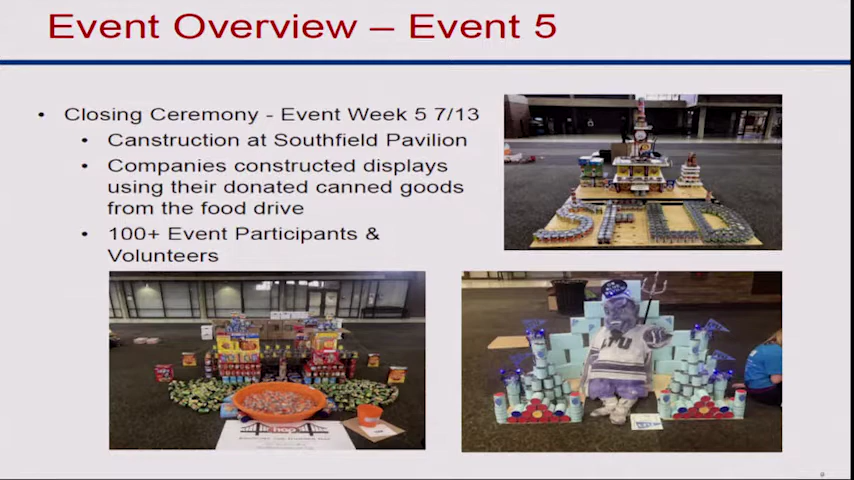 Event Overview – Event 5
• Closing Ceremony - Event Week 5 7/13
• Canstruction at Southfield Pavilion
• Companies constructed displays
using their donated canned goods
from the food drive
• 100+ Event Participants &
Volunteers
hop